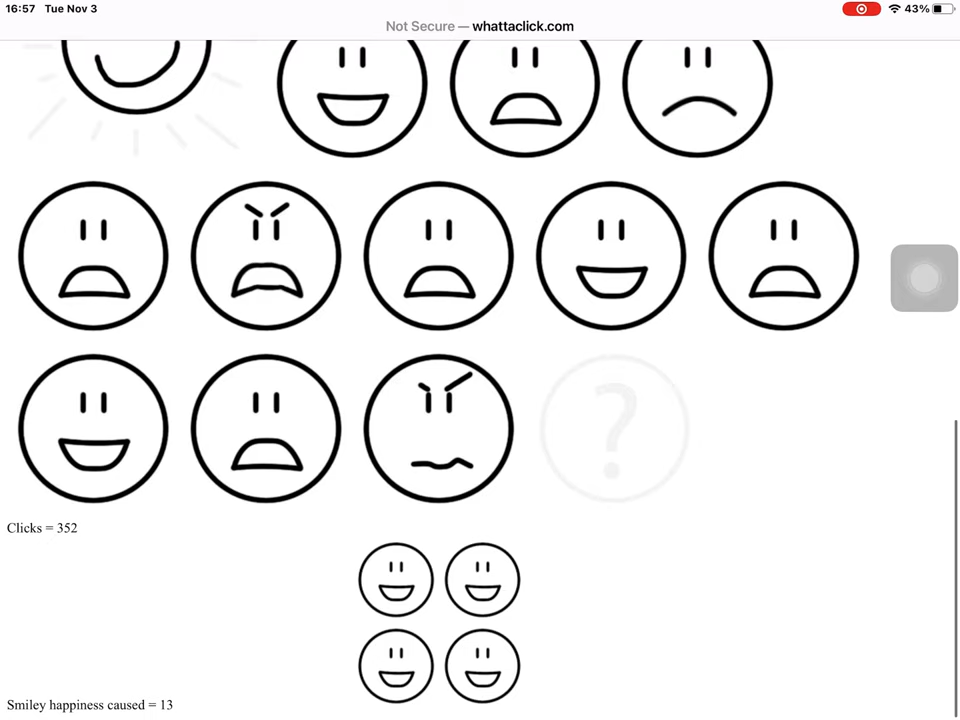 16:57 Tue Nov 3 43%
Not Secure — whattaclick.com
?
Clicks = 352
Smiley happiness caused = 13